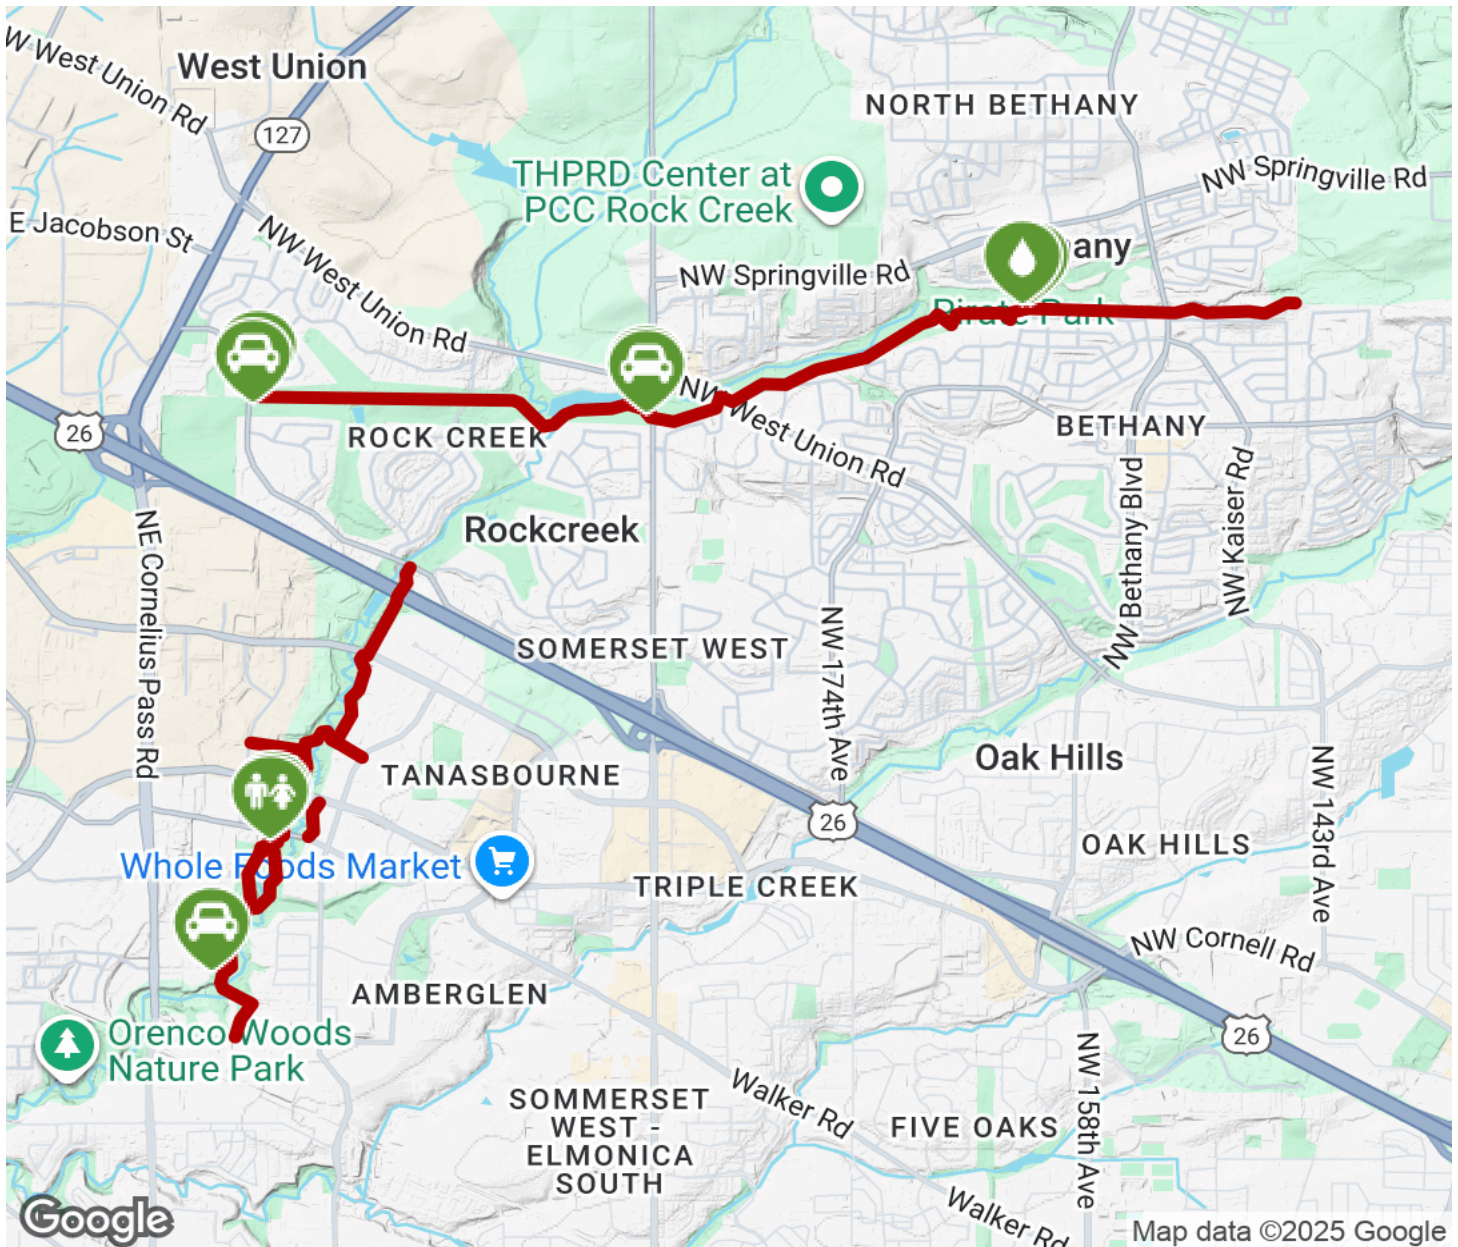 West Union
W West Union Rd
127
NORTH BETHANY
THPRD Center at
PCC Rock Creek
NW Springville Rd
E Jacobson St
NW West Union Rd
NW Springville Rd
any
Pirate Park
NW West Union Rd
26
ROCK CREEK
BETHANY
Rockcreek
NE Cornelius Pass Rd
NW Bethany Blvd
NW Kaiser Rd
SOMERSET WEST
NW 174th Ave
TANASBOURNE
Oak Hills
NW 143rd Ave
26
OAK HILLS
Whole Foods Market
TRIPLE CREEK
NW Cornell Rd
AMBERGLEN
Orenco Woods
Nature Park
26
NW 158th Ave
SOMMERSET
WEST -
ELMONICA
SOUTH
Walker Rd
FIVE OAKS
Walker Rd
Google
Map data ©2025 Google